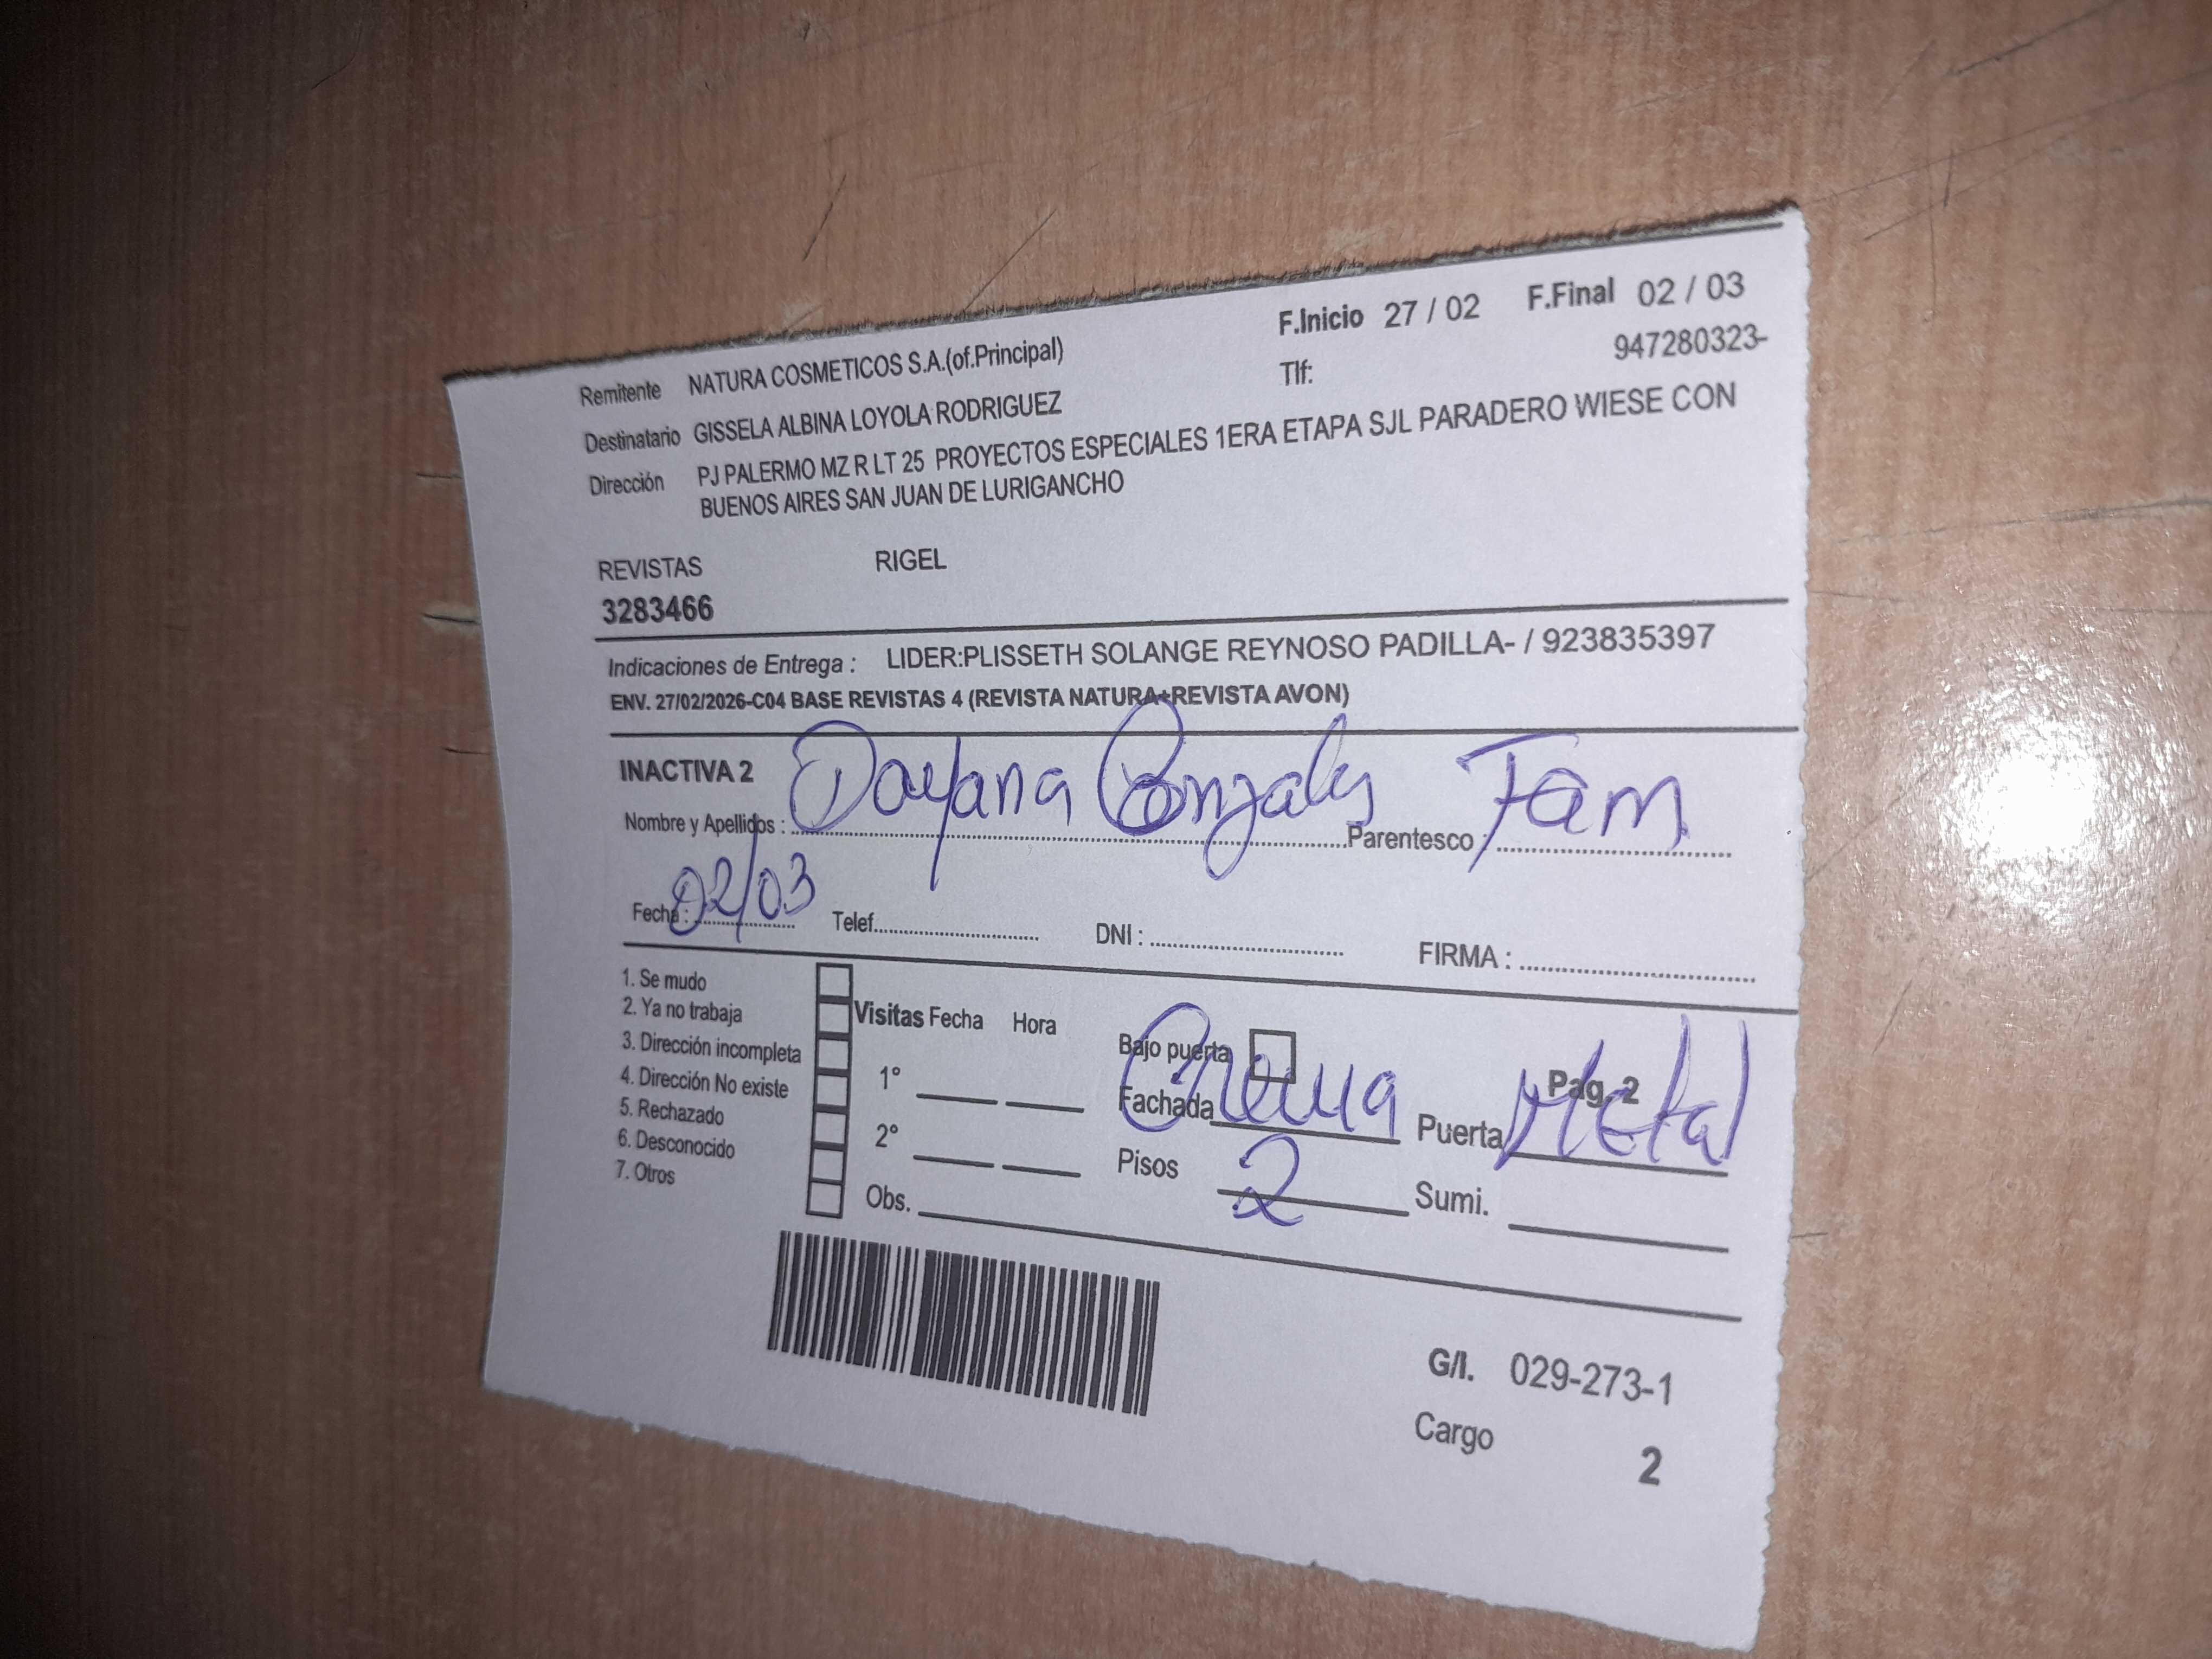 F.Inicio 27 / 02 F.Final 02 / 03
Remitente NATURA COSMETICOS S.A.(of.Principal) Tlf: 947280323-
Destinatario GISSELA ALBINA LOYOLA RODRIGUEZ
Dirección PJ PALERMO MZ R LT 25 PROYECTOS ESPECIALES 1ERA ETAPA SJL PARADERO WIESE CON
BUENOS AIRES SAN JUAN DE LURIGANCHO
REVISTAS RIGEL
3283466
Indicaciones de Entrega : LIDER:PLISSETH SOLANGE REYNOSO PADILLA- / 923835397
ENV. 27/02/2026-C04 BASE REVISTAS 4 (REVISTA NATURA+REVISTA AVON)
INACTIVA 2
Nombre y Apellidos : Dayana Gonzales Parentesco Fam
Fecha : 02/03 Telef. DNI : FIRMA :
1. Se mudo
2. Ya no trabaja
3. Dirección incompleta
4. Dirección No existe
5. Rechazado
6. Desconocido
7. Otros
Visitas Fecha Hora
1°
2°
Obs.
Bajo puerta Pag. 2
Fachada Crema Puerta Metal
Pisos 2 Sumi.
G/I. 029-273-1
Cargo 2